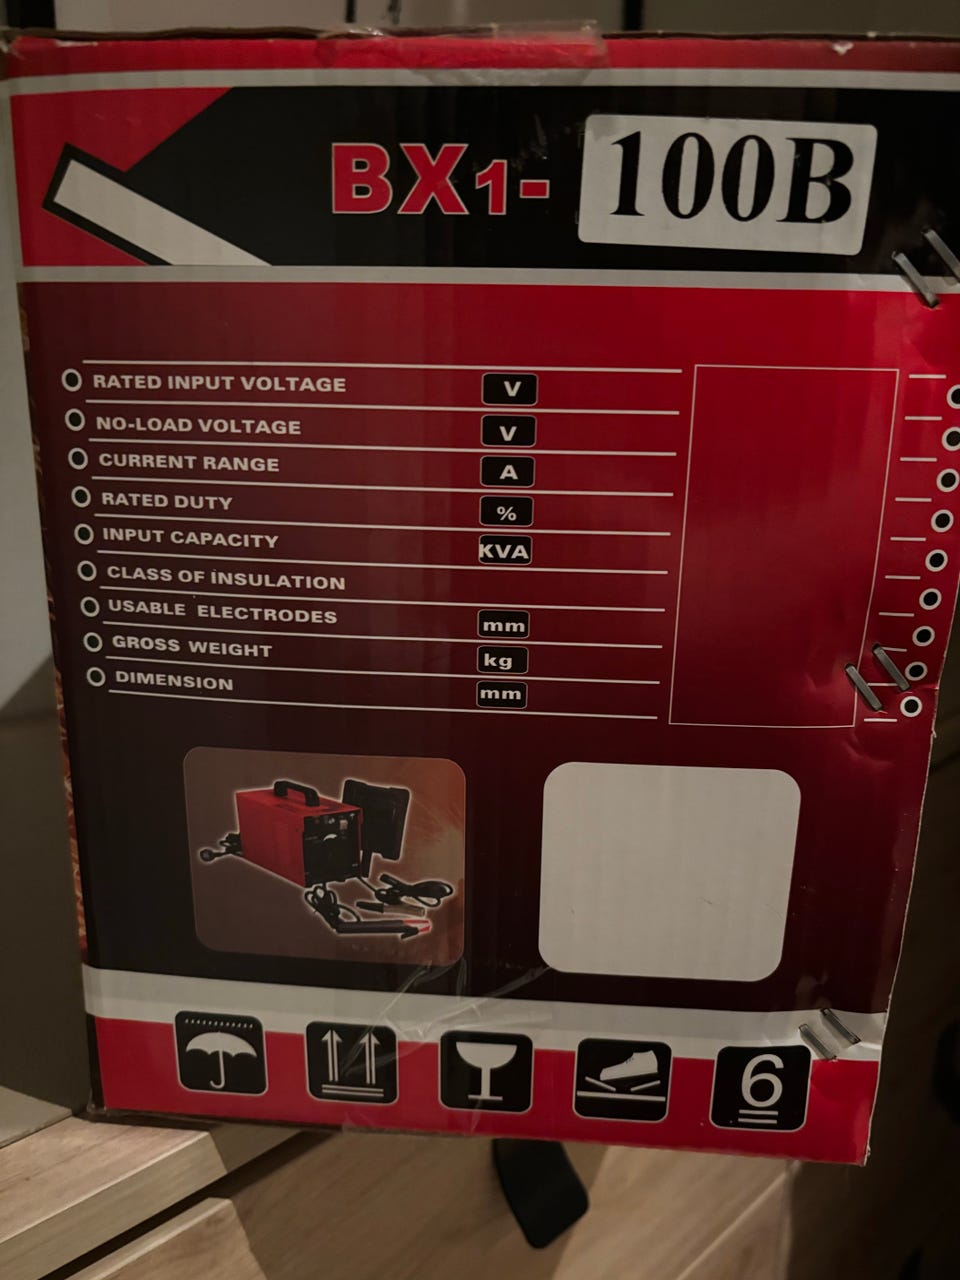 BX1- 100B
RATED INPUT VOLTAGE V
NO-LOAD VOLTAGE V
CURRENT RANGE A
RATED DUTY %
INPUT CAPACITY KVA
CLASS OF INSULATION
USABLE ELECTRODES mm
GROSS WEIGHT kg
DIMENSION mm
6